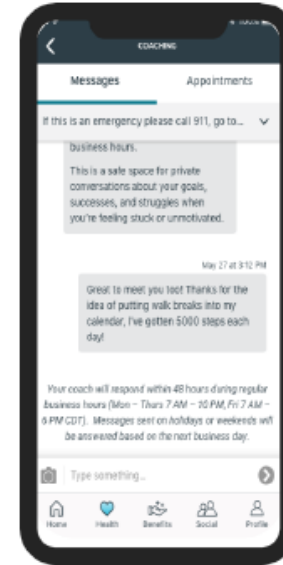 COACHING
Messages Appointments
If this is an emergency please call 911, go to...
business hours.
This is a safe space for private
conversations about your goals,
successes, and struggles when
you're feeling stuck or unmotivated.
May 27 at 3:12 PM
Great to meet you too! Thanks for the
idea of putting walk breaks into my
calendar, I've gotten 5000 steps each
day!
Your coach will respond within 48 hours during regular
business hours (Mon – Thurs 7 AM – 10 PM, Fri 7 AM –
6 PM CDT). Messages sent on holidays or weekends will
be answered based on the next business day.
Type something...
Home Health Benefits Social Profile